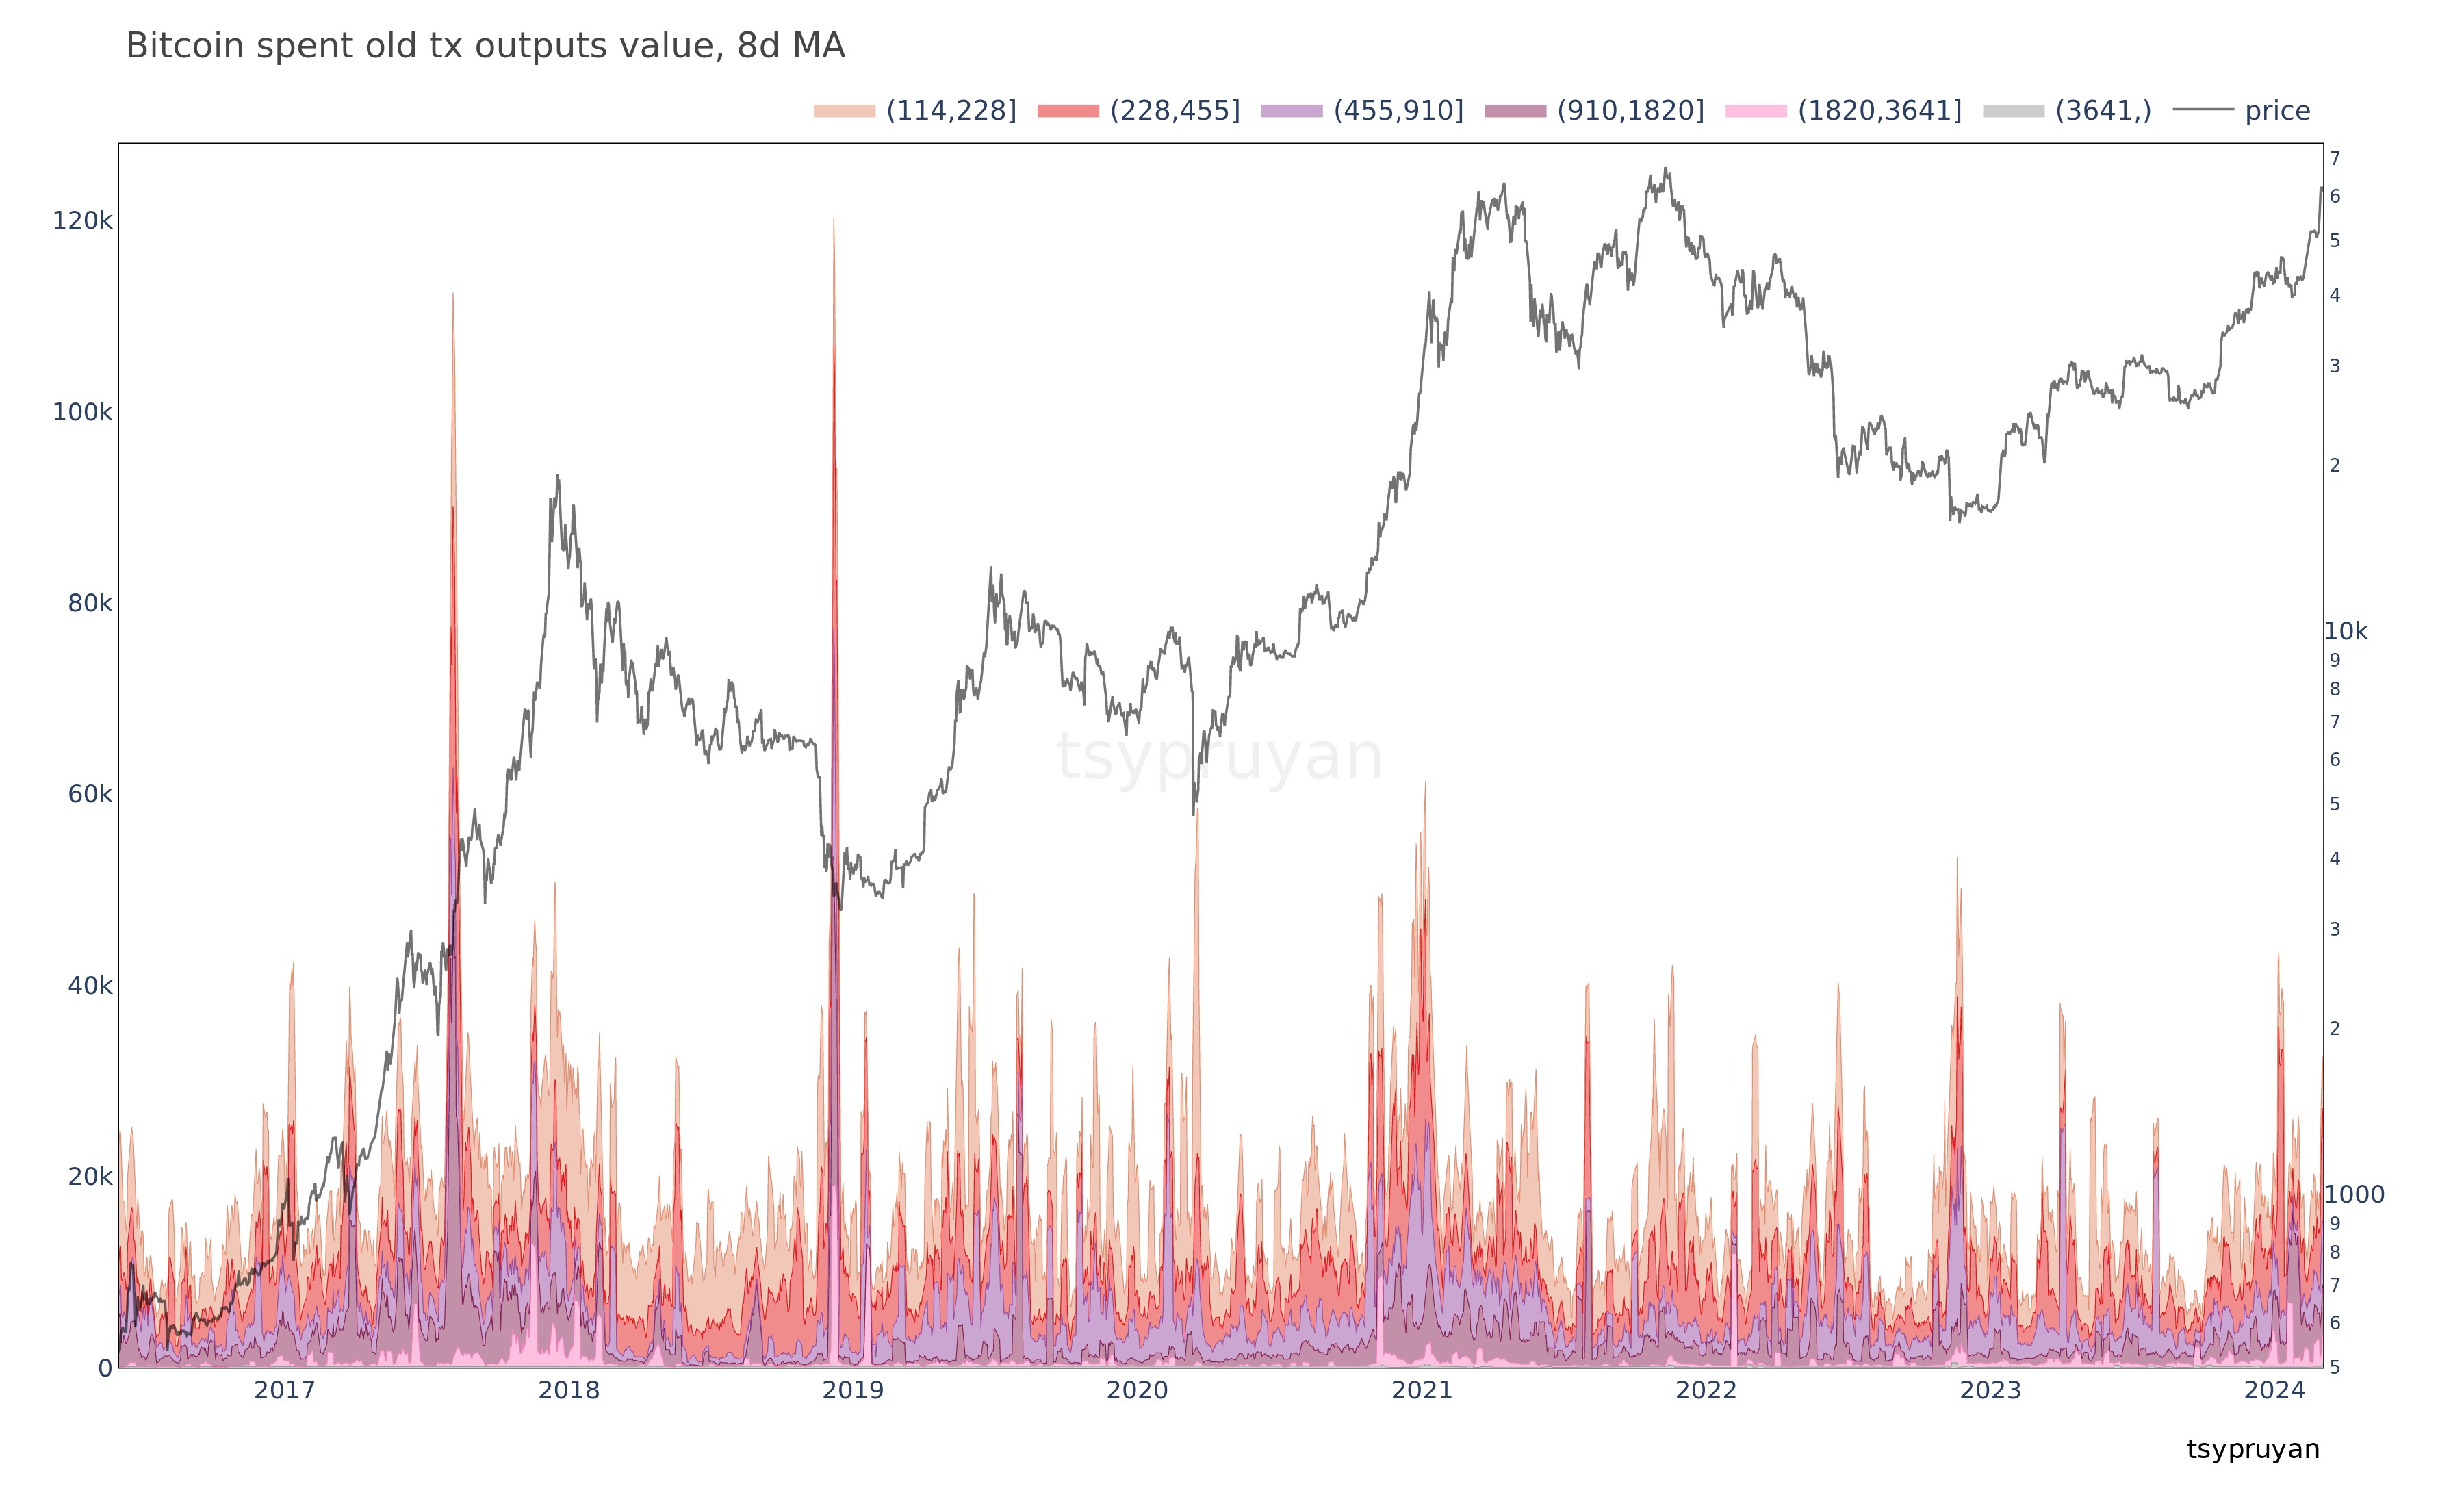 Bitcoin spent old tx outputs value, 8d MA
(114,228] (228,455] (455,910] (910,1820] (1820,3641] (3641,) price
120k
100k
80k
60k
40k
20k
0
7
6
5
4
3
2
10k
9
8
7
6
5
4
3
2
1000
9
8
7
6
5
tsypruyan
2017 2018 2019 2020 2021 2022 2023 2024
tsypruyan